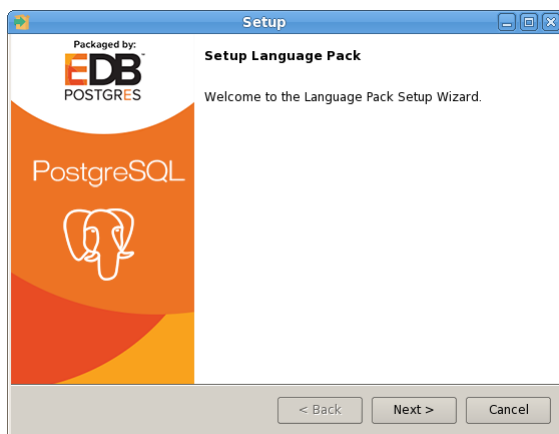 Setup
Packaged by:
EDB
POSTGRES
PostgreSQL
Setup Language Pack
Welcome to the Language Pack Setup Wizard.
< Back
Next >
Cancel